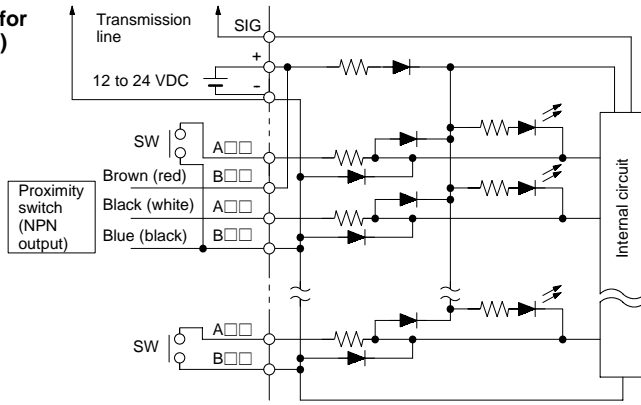 for
)
Transmission
line
SIG
+
12 to 24 VDC
-
SW
A□□
Brown (red)
B□□
Proximity
switch
(NPN
output)
Black (white)
A□□
Blue (black)
B□□
Internal circuit
SW
A□□
B□□